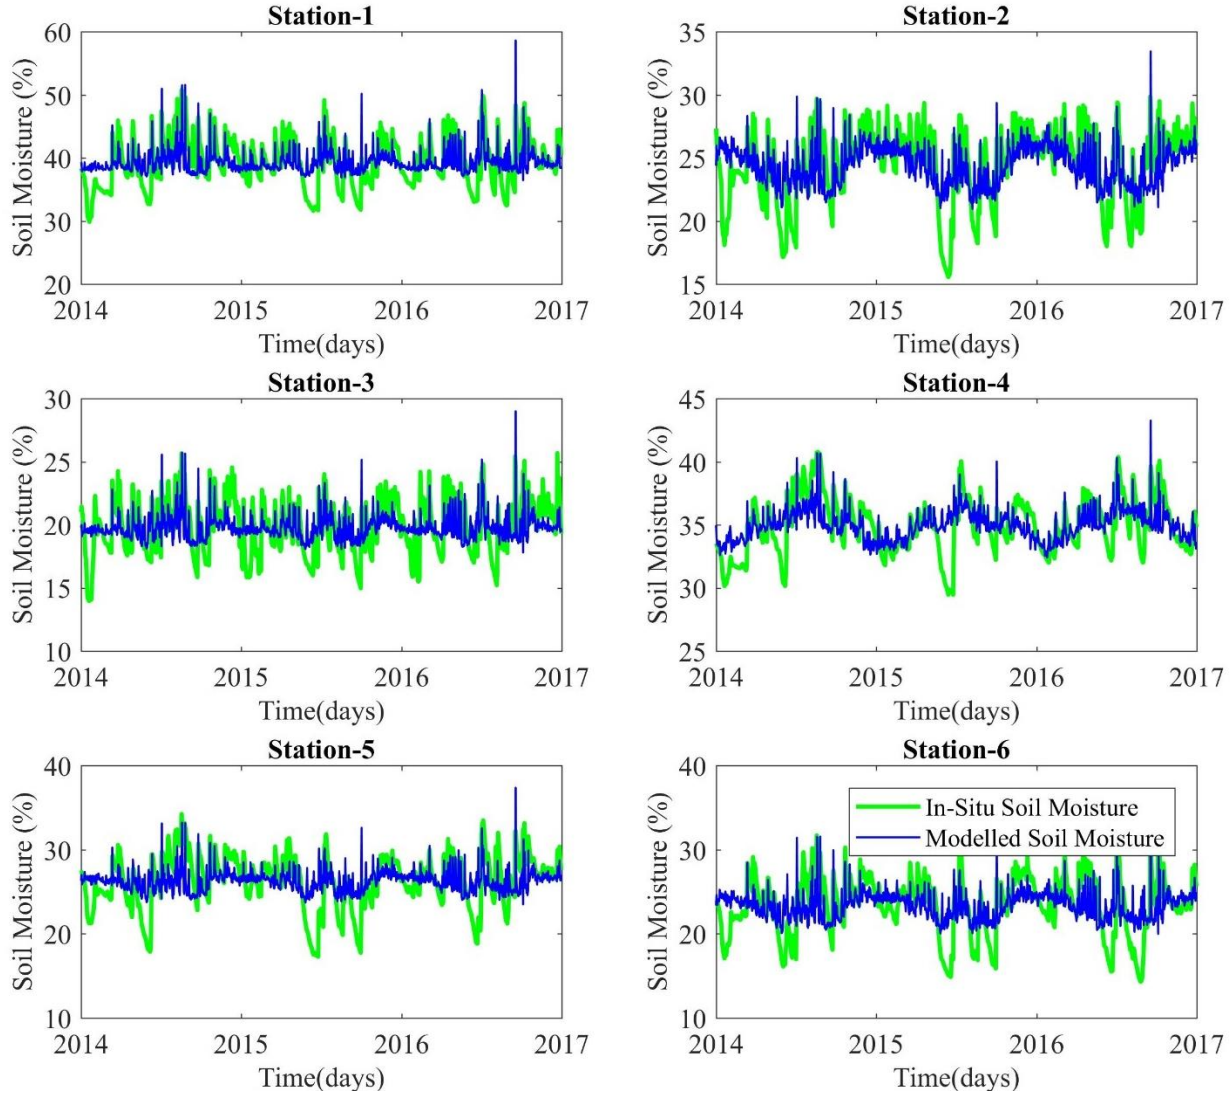 Station-1
60
50
40
30
20
Soil Moisture (%)
2014 2015 2016 2017
Time(days)
Station-2
35
30
25
20
15
Soil Moisture (%)
2014 2015 2016 2017
Time(days)
Station-3
30
25
20
15
10
Soil Moisture (%)
2014 2015 2016 2017
Time(days)
Station-4
45
40
35
30
25
Soil Moisture (%)
2014 2015 2016 2017
Time(days)
Station-5
40
30
20
10
Soil Moisture (%)
2014 2015 2016 2017
Time(days)
Station-6
40
30
20
10
Soil Moisture (%)
In-Situ Soil Moisture
Modelled Soil Moisture
2014 2015 2016 2017
Time(days)